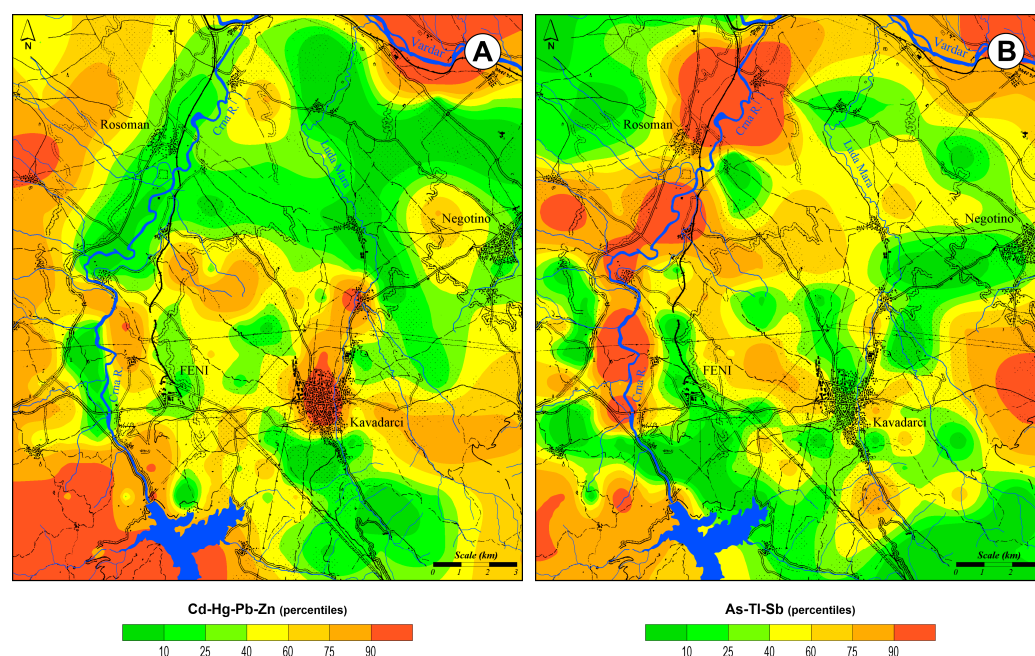 N
A
Vardar
Crna R.
Rosoman
Luda Mara
Negotino
FENI
Crna R.
Kavadarci
Scale (km)
0 1 2 3
Cd-Hg-Pb-Zn (percentiles)
10 25 40 60 75 90
N
B
Vardar
Crna R.
Rosoman
Luda Mara
Negotino
FENI
Crna R.
Kavadarci
Scale (km)
0 1 2 3
As-Tl-Sb (percentiles)
10 25 40 60 75 90